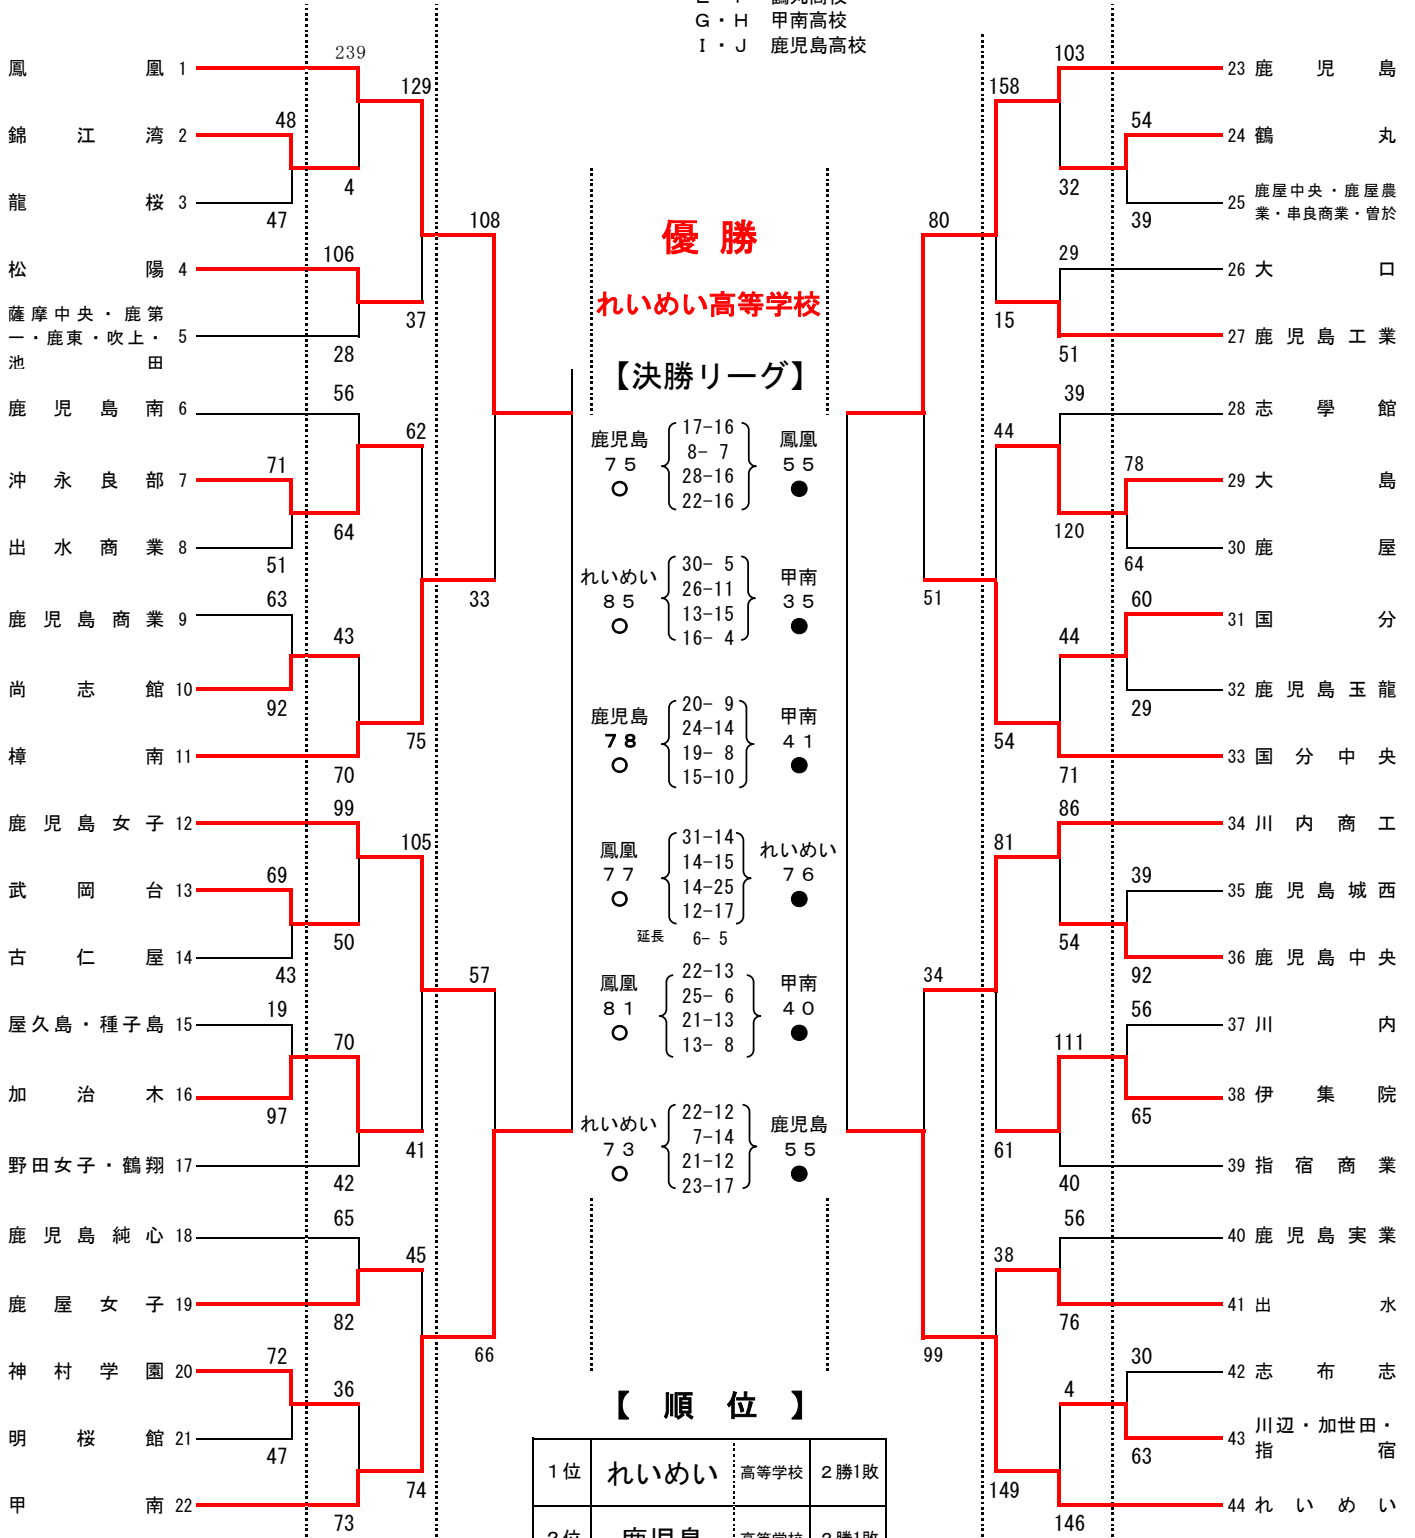 G・H 甲南高校
I・J 鹿児島高校
鳳凰 1
239
129
錦江湾 2
48
4
龍桜 3
47
108
松陽 4
106
37
薩摩中央・鹿第
一・鹿東・吹上・ 5
池田
28
鹿児島南 6
56
62
沖永良部 7
71
64
出水商業 8
51
33
鹿児島商業 9
63
43
尚志館 10
92
75
樟南 11
70
鹿児島女子 12
99
105
武岡台 13
69
50
古仁屋 14
43
57
屋久島・種子島 15
19
70
加治木 16
97
41
野田女子・鶴翔 17
42
鹿児島純心 18
65
45
鹿屋女子 19
82
66
神村学園 20
72
36
明桜館 21
47
74
甲南 22
73
優勝
れいめい高等学校
【決勝リーグ】
鹿児島 17-16 鳳凰
75 8- 7 55
28-16
○ 22-16 ●
れいめい 30- 5 甲南
85 26-11 35
13-15
○ 16- 4 ●
鹿児島 20- 9 甲南
78 24-14 41
19- 8
○ 15-10 ●
鳳凰 31-14 れいめい
77 14-15 76
14-25
○ 12-17 ●
延長 6- 5
鳳凰 22-13 甲南
81 25- 6 40
21-13
○ 13- 8 ●
れいめい 22-12 鹿児島
73 7-14 55
21-12
○ 23-17 ●
【順位】
1位 れいめい 高等学校 2勝1敗
2位 鹿児島 高等学校 2勝1敗
103
158
23 鹿児島
54
24 鶴丸
32
25 鹿屋中央・鹿屋農
業・串良商業・曽於
39
80
29
26 大口
15
27 鹿児島工業
51
39
28 志學館
44
78
29 大島
120
30 鹿屋
64
51
60
31 国分
44
32 鹿児島玉龍
29
54
33 国分中央
71
86
34 川内商工
81
39
35 鹿児島城西
54
36 鹿児島中央
92
34
56
37 川内
111
38 伊集院
65
61
39 指宿商業
40
56
40 鹿児島実業
38
41 出水
76
99
30
42 志布志
4
43 川辺・加世田・
指宿
63
149
44 れいめい
146